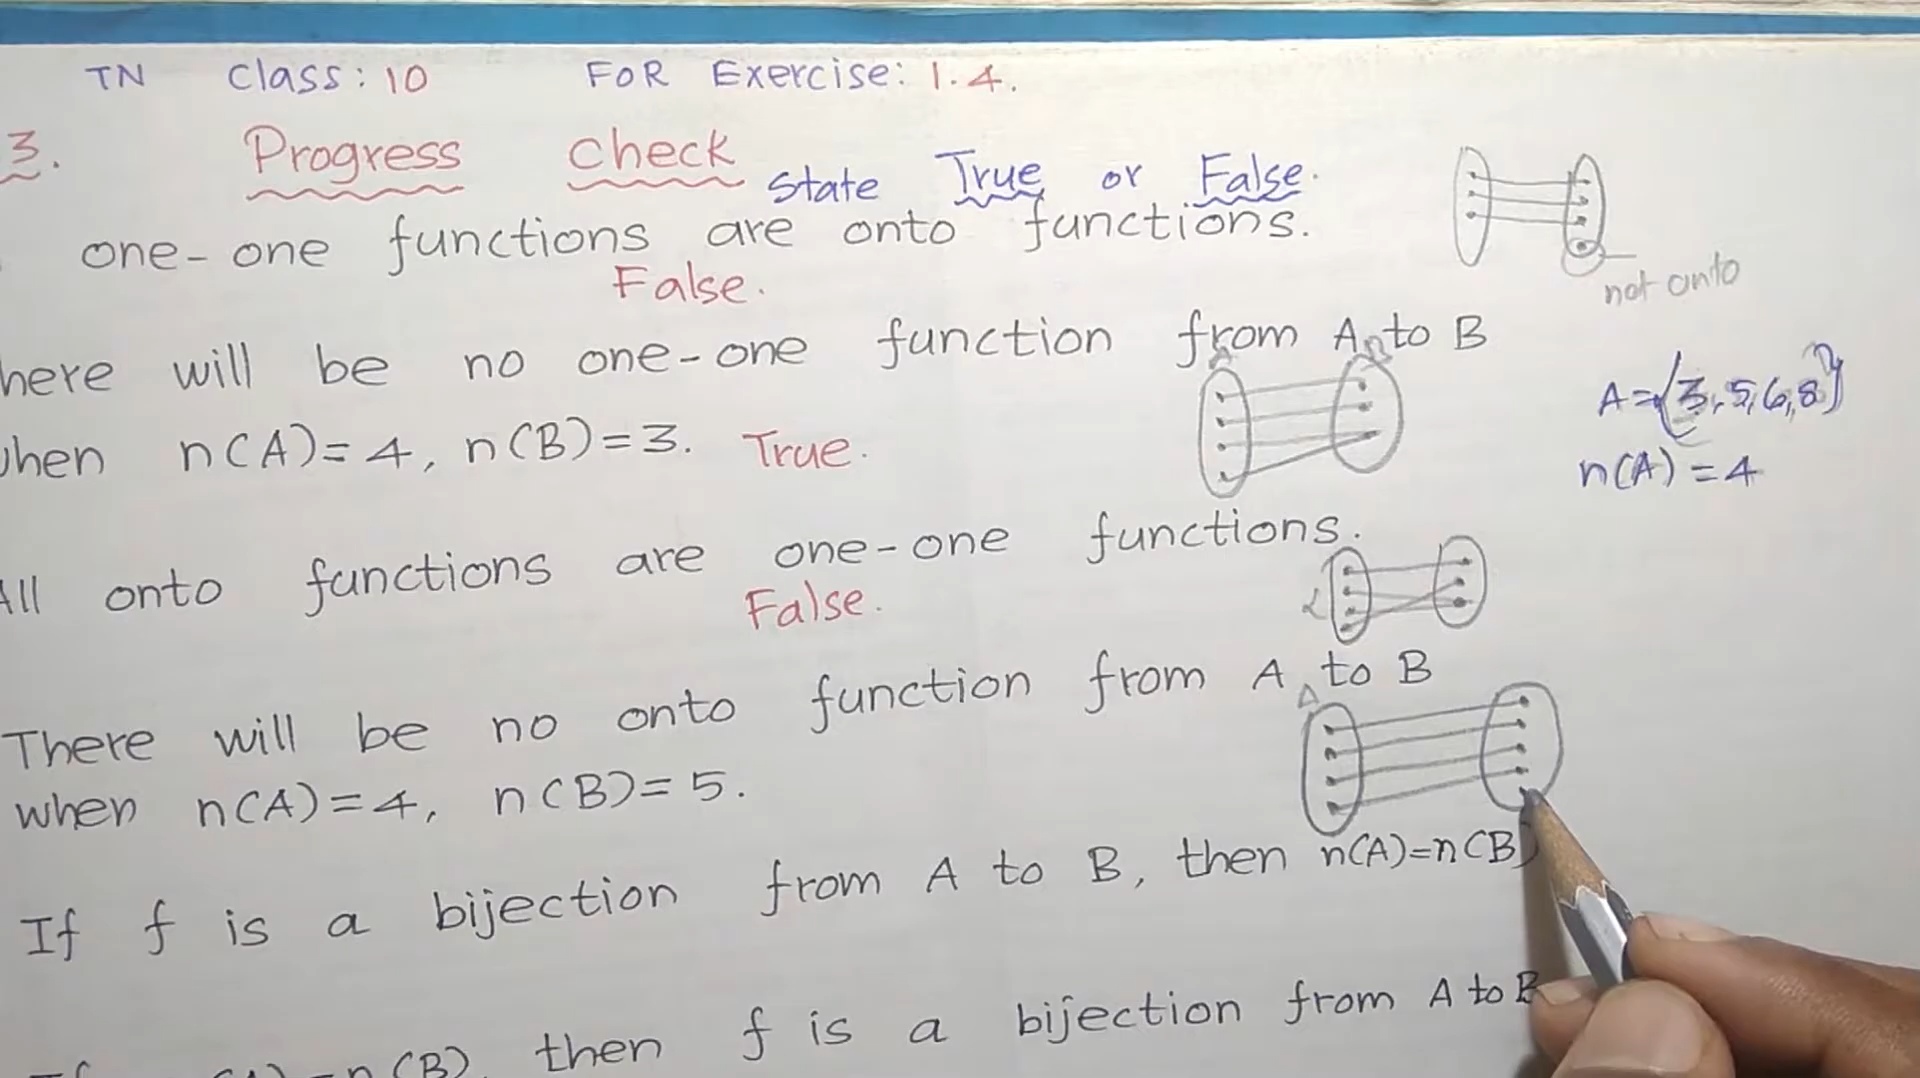 TN Class: 10 FOR Exercise: 1.4.
3. Progress check
State True or False.
one-one functions are onto functions.
False.
not onto
here will be no one-one function from A to B
when n(A)=4, n(B)=3. True.
A={3,5,6,8}
n(A)=4
All onto functions are one-one functions.
False.
There will be no onto function from A to B
A
when n(A)=4, n(B)=5.
If f is a bijection from A to B, then n(A)=n(B)
n(B), then f is a bijection from A to B